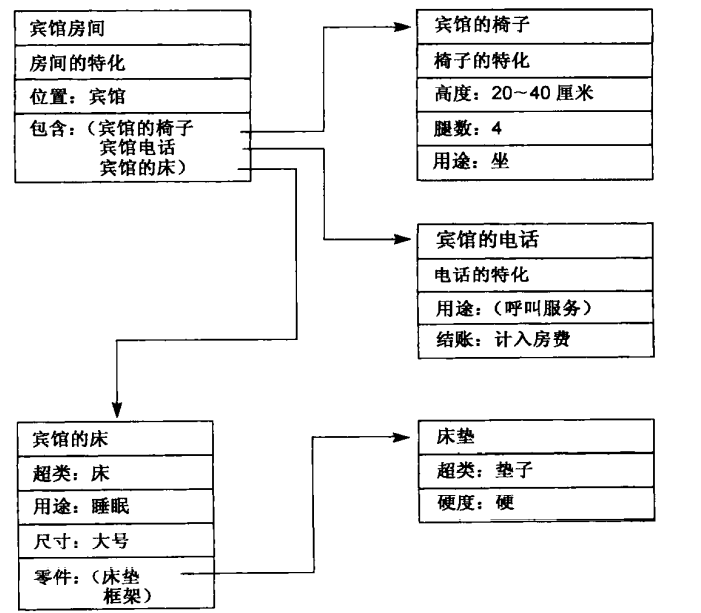 宾馆房间
房间的特化
位置：宾馆
包含：（宾馆的椅子
宾馆电话
宾馆的床）
宾馆的椅子
椅子的特化
高度：20～40 厘米
腿数：4
用途：坐
宾馆的电话
电话的特化
用途：（呼叫服务）
结账：计入房费
宾馆的床
超类：床
用途：睡眠
尺寸：大号
零件：（床垫
框架）
床垫
超类：垫子
硬度：硬